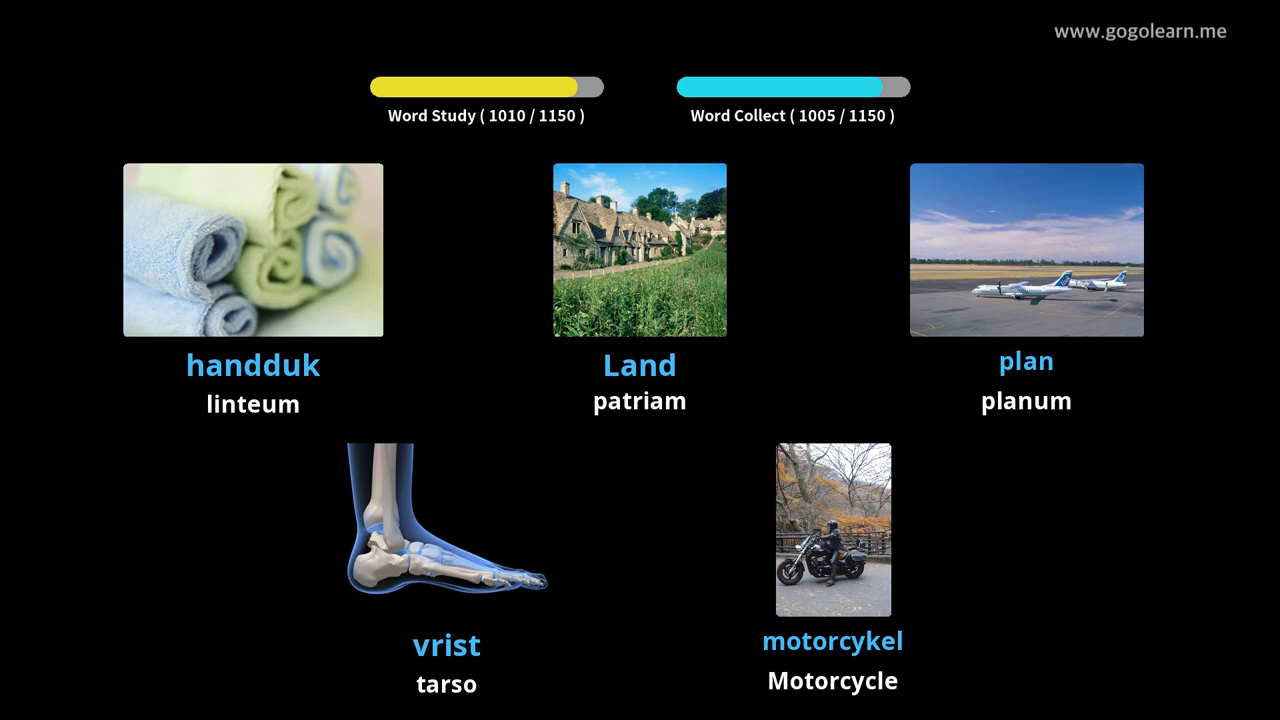 www.gogolearn.me
Word Study ( 1010 / 1150 )
Word Collect ( 1005 / 1150 )
handduk
linteum
Land
patriam
plan
planum
vrist
tarso
motorcykel
Motorcycle